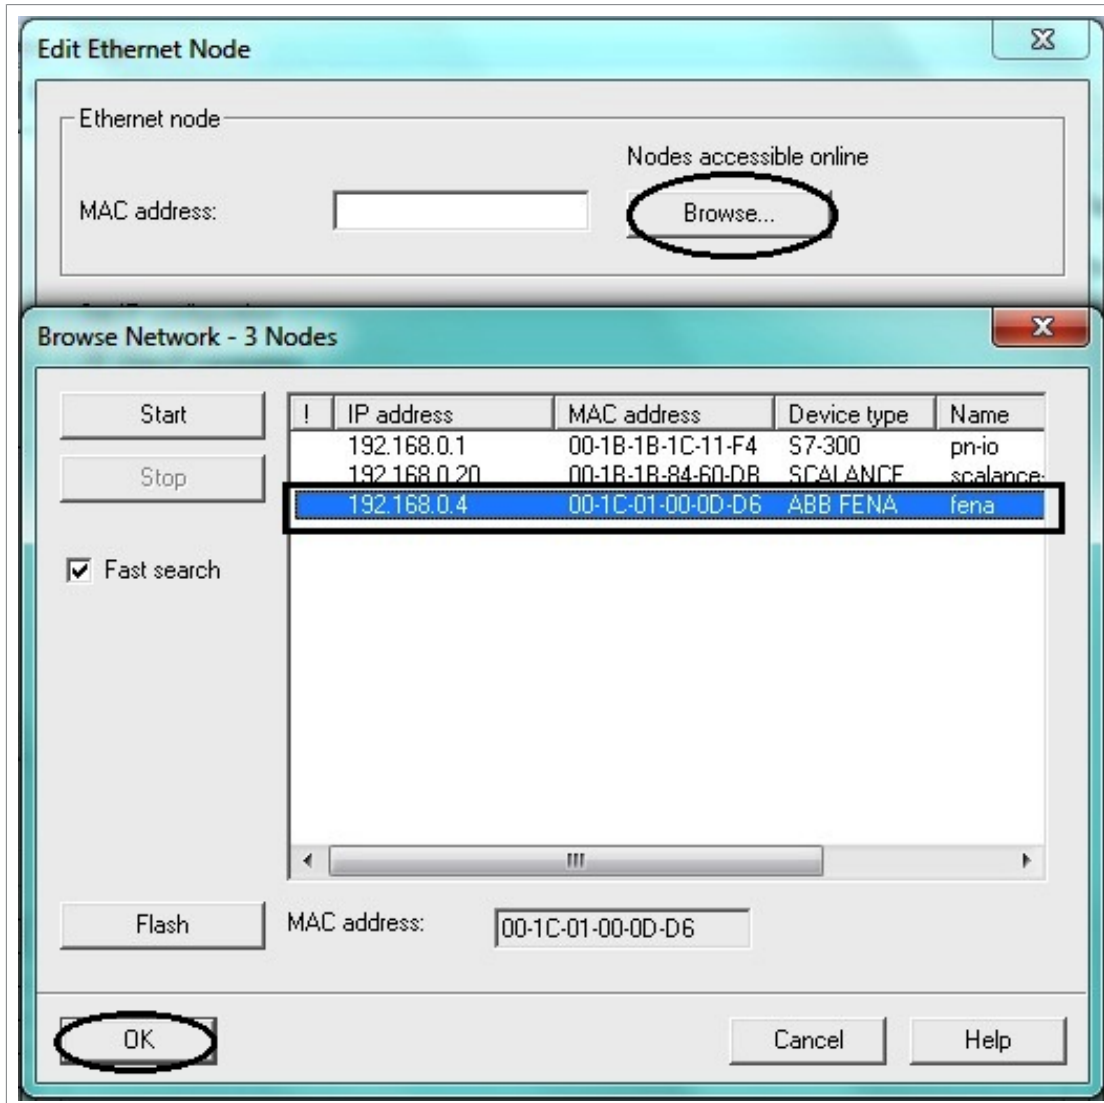 Edit Ethernet Node
Ethernet node
Nodes accessible online
MAC address:
Browse...
Browse Network - 3 Nodes
Start
! IP address MAC address Device type Name
192.168.0.1 00-1B-1B-1C-11-F4 S7-300 pn-io
Stop
192.168.0.20 00-1B-1B-84-60-DB SCALANCE scalance-
192.168.0.4 00-1C-01-00-0D-D6 ABB FENA fena
Fast search
Flash
MAC address: 00-1C-01-00-0D-D6
OK
Cancel
Help